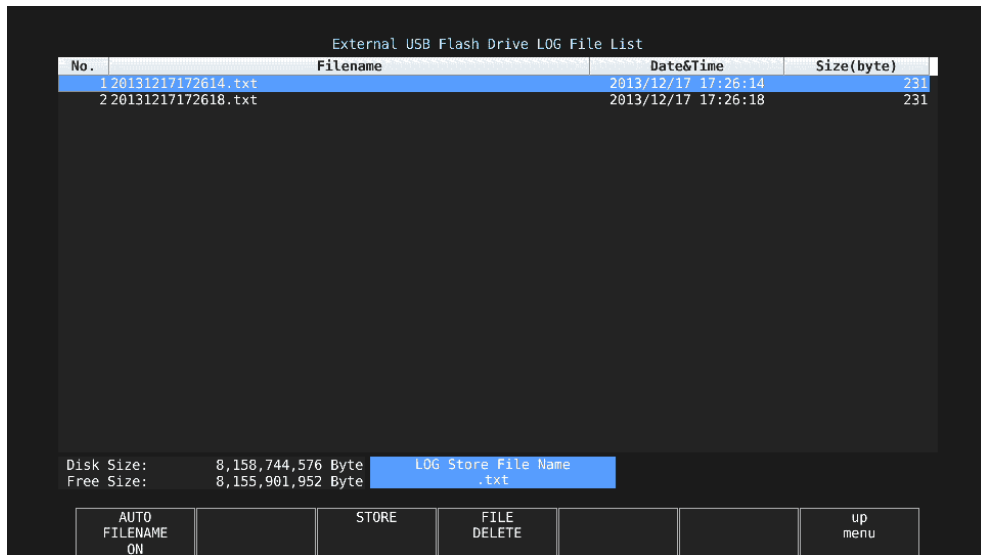 External USB Flash Drive LOG File List
No. Filename Date&Time Size(byte)
1 20131217172614.txt 2013/12/17 17:26:14 231
2 20131217172618.txt 2013/12/17 17:26:18 231
Disk Size: 8,158,744,576 Byte LOG Store File Name
Free Size: 8,155,901,952 Byte .txt
AUTO STORE FILE up
FILENAME DELETE menu
ON